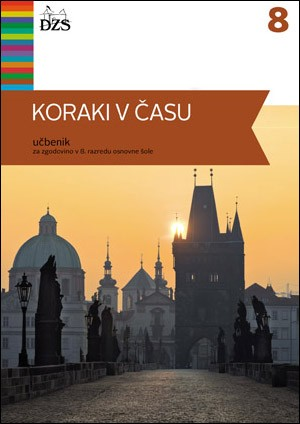 DZS
8
KORAKI V ČASU
učbenik
za zgodovino v 8. razredu osnovne šole